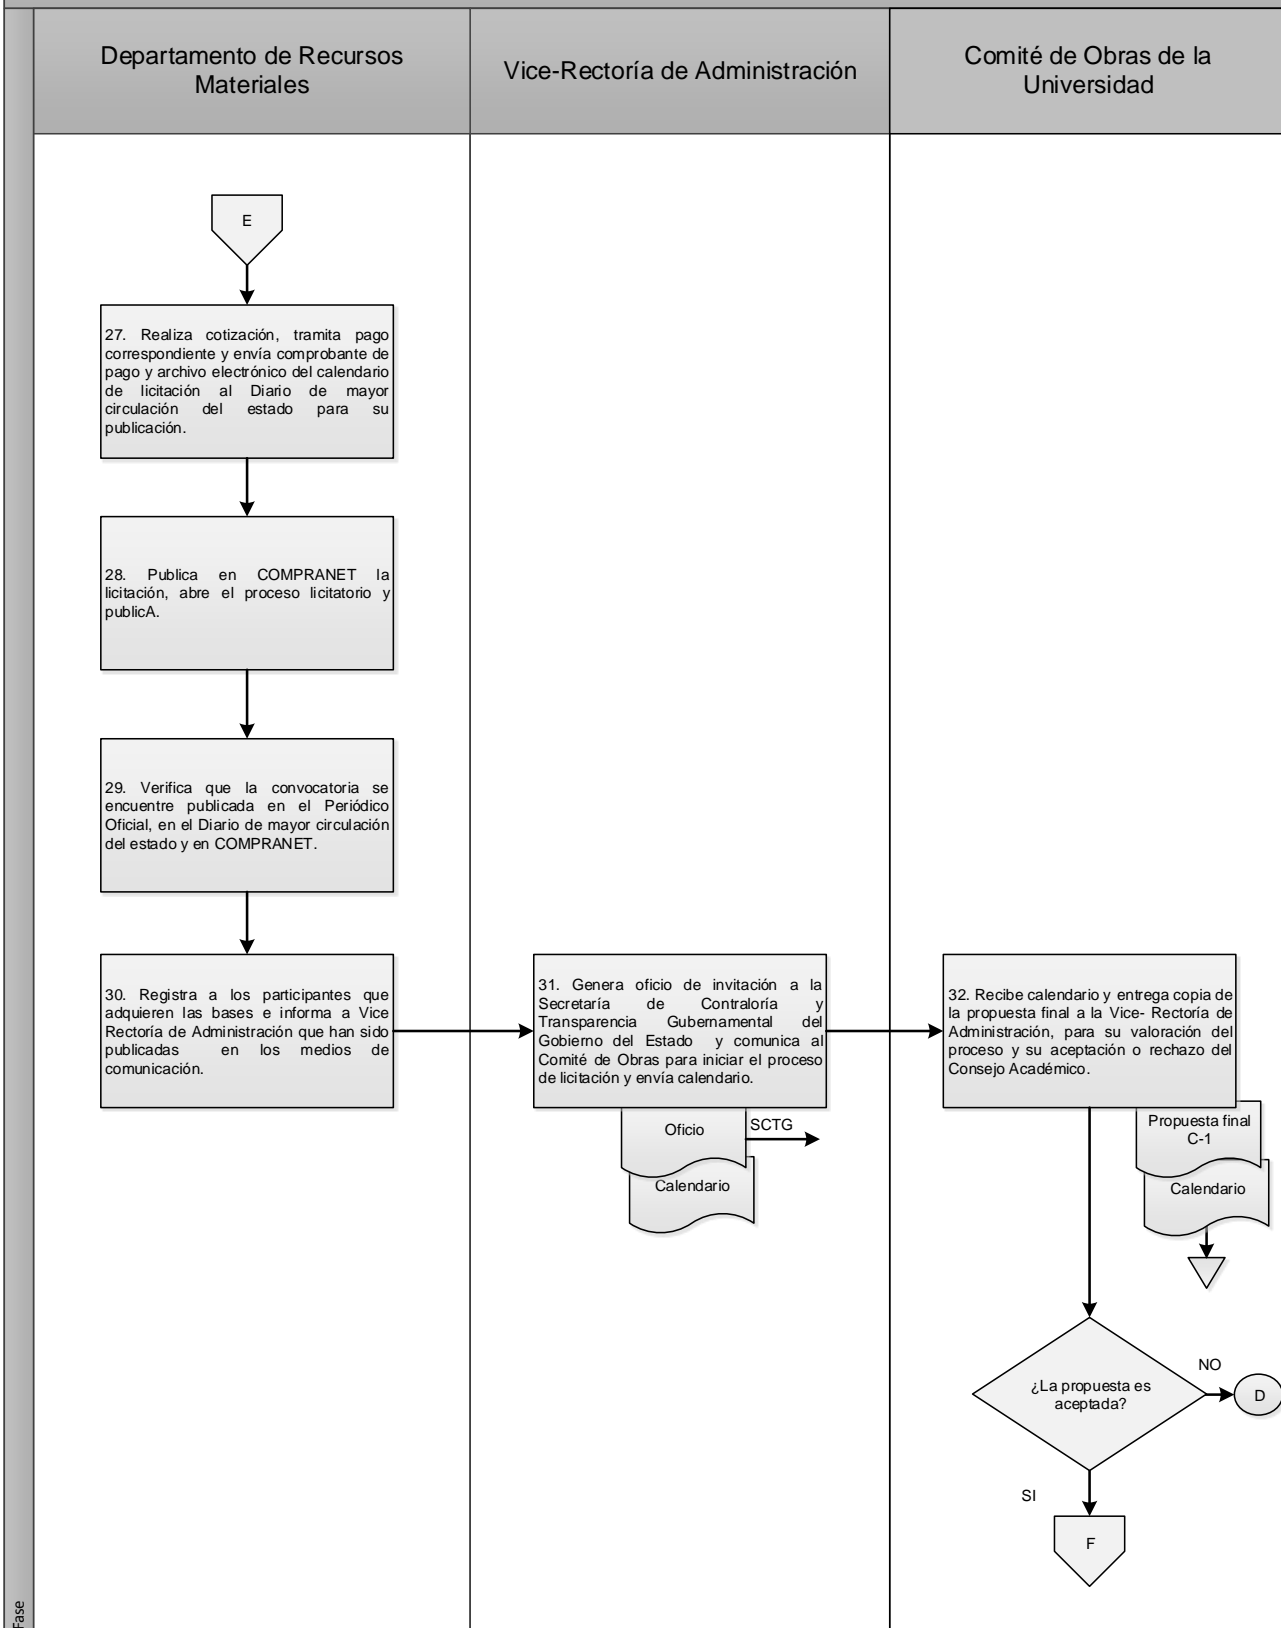 Departamento de Recursos
Materiales
Vice-Rectoría de Administración
Comité de Obras de la
Universidad
E
27. Realiza cotización, tramita pago
correspondiente y envía comprobante de
pago y archivo electrónico del calendario
de licitación al Diario de mayor
circulación del estado para su
publicación.
28. Publica en COMPRANET la
licitación, abre el proceso licitatorio y
publicA.
29. Verifica que la convocatoria se
encuentre publicada en el Periódico
Oficial, en el Diario de mayor circulación
del estado y en COMPRANET.
30. Registra a los participantes que
adquieren las bases e informa a Vice
Rectoría de Administración que han sido
publicadas en los medios de
comunicación.
31. Genera oficio de invitación a la
Secretaría de Contraloría y
Transparencia Gubernamental del
Gobierno del Estado y comunica al
Comité de Obras para iniciar el proceso
de licitación y envía calendario.
Oficio
SCTG
Calendario
32. Recibe calendario y entrega copia de
la propuesta final a la Vice- Rectoría de
Administración, para su valoración del
proceso y su aceptación o rechazo del
Consejo Académico.
Propuesta final
C-1
Calendario
¿La propuesta es
aceptada?
NO
D
SI
F
Fase